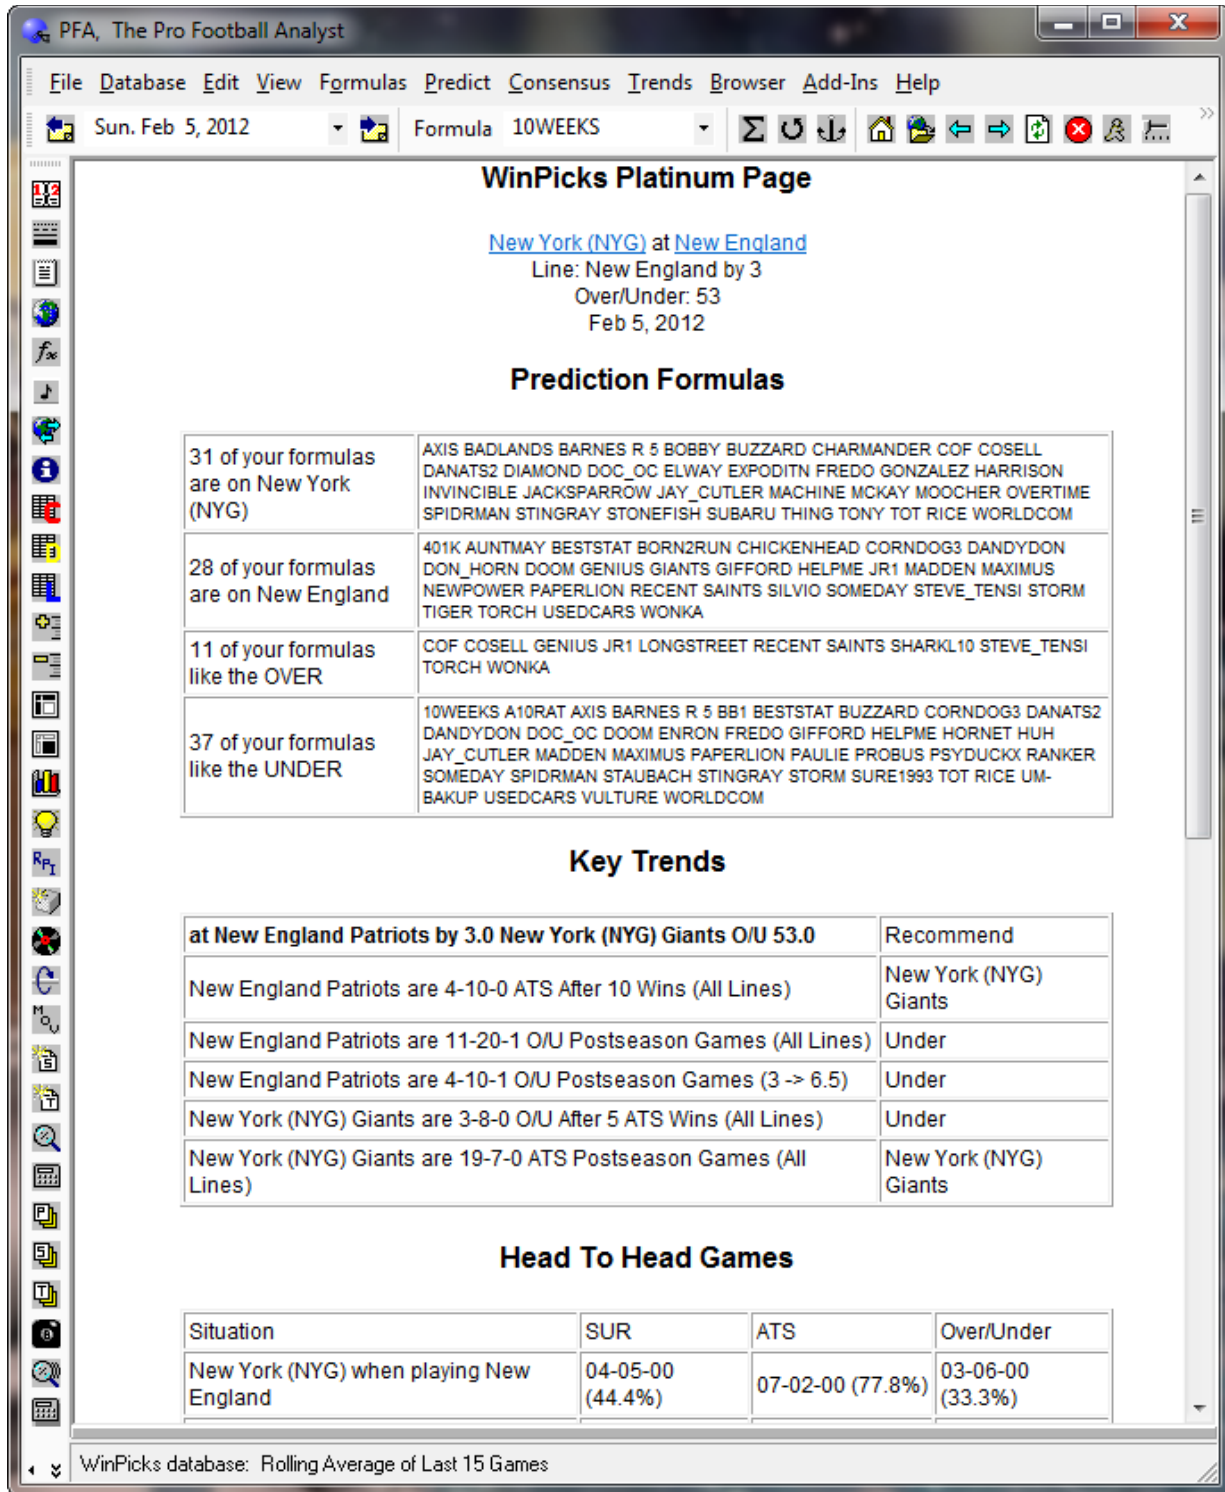 PFA, The Pro Football Analyst
File Database Edit View Formulas Predict Consensus Trends Browser Add-Ins Help
Sun. Feb 5, 2012 Formula 10WEEKS
WinPicks Platinum Page
New York (NYG) at New England
Line: New England by 3
Over/Under: 53
Feb 5, 2012
Prediction Formulas
31 of your formulas
are on New York
(NYG)
AXIS BADLANDS BARNES R 5 BOBBY BUZZARD CHARMANDER COF COSELL
DANATS2 DIAMOND DOC_OC ELWAY EXPODITN FREDO GONZALEZ HARRISON
INVINCIBLE JACKSPARROW JAY_CUTLER MACHINE MCKAY MOOCHER OVERTIME
SPIDRMAN STINGRAY STONEFISH SUBARU THING TONY TOT RICE WORLDCOM
28 of your formulas
are on New England
401K AUNTMAY BESTSTAT BORN2RUN CHICKENHEAD CORNDOG3 DANDYDON
DON_HORN DOOM GENIUS GIANTS GIFFORD HELPME JR1 MADDEN MAXIMUS
NEWPOWER PAPERLION RECENT SAINTS SILVIO SOMEDAY STEVE_TENSI STORM
TIGER TORCH USEDCARS WONKA
11 of your formulas
like the OVER
COF COSELL GENIUS JR1 LONGSTREET RECENT SAINTS SHARKL10 STEVE_TENSI
TORCH WONKA
37 of your formulas
like the UNDER
10WEEKS A10RAT AXIS BARNES R 5 BB1 BESTSTAT BUZZARD CORNDOG3 DANATS2
DANDYDON DOC_OC DOOM ENRON FREDO GIFFORD HELPME HORNET HUH
JAY_CUTLER MADDEN MAXIMUS PAPERLION PAULIE PROBUS PSYDUCKX RANKER
SOMEDAY SPIDRMAN STAUBACH STINGRAY STORM SURE1993 TOT RICE UM-
BAKUP USEDCARS VULTURE WORLDCOM
Key Trends
at New England Patriots by 3.0 New York (NYG) Giants O/U 53.0 Recommend
New England Patriots are 4-10-0 ATS After 10 Wins (All Lines)
New York (NYG)
Giants
New England Patriots are 11-20-1 O/U Postseason Games (All Lines) Under
New England Patriots are 4-10-1 O/U Postseason Games (3 -> 6.5) Under
New York (NYG) Giants are 3-8-0 O/U After 5 ATS Wins (All Lines) Under
New York (NYG) Giants are 19-7-0 ATS Postseason Games (All
Lines)
New York (NYG)
Giants
Head To Head Games
Situation SUR ATS Over/Under
New York (NYG) when playing New
England
04-05-00
(44.4%)
07-02-00 (77.8%)
03-06-00
(33.3%)
WinPicks database: Rolling Average of Last 15 Games